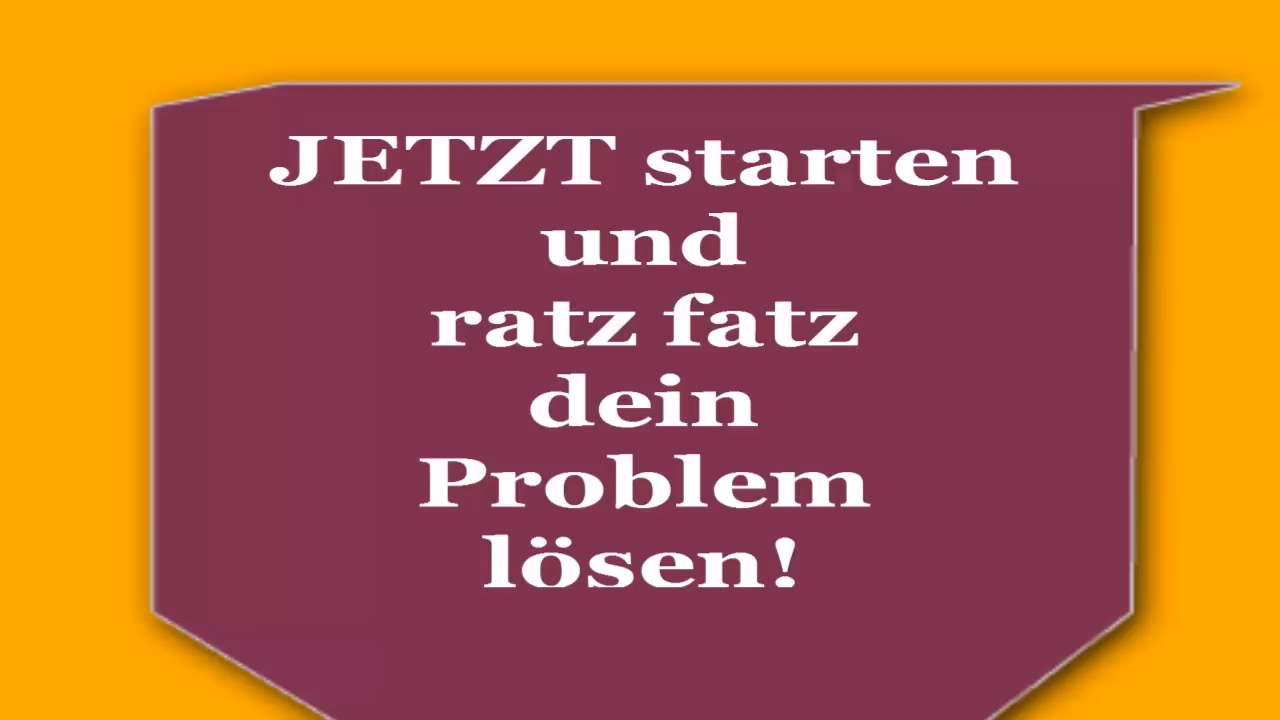 JETZT starten
und
ratz fatz
dein
Problem
lösen!